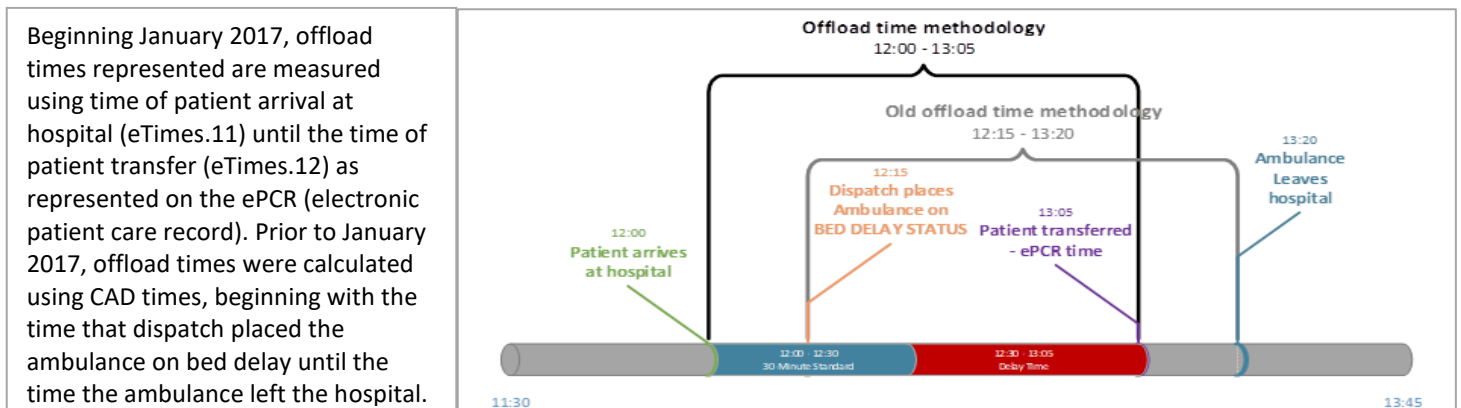 Beginning January 2017, offload
times represented are measured
using time of patient arrival at
hospital (eTimes.11) until the time of
patient transfer (eTimes.12) as
represented on the ePCR (electronic
patient care record). Prior to January
2017, offload times were calculated
using CAD times, beginning with the
time that dispatch placed the
ambulance on bed delay until the
time the ambulance left the hospital.
Offload time methodology
12:00 - 13:05
Old offload time methodology
12:15 - 13:20
13:20
Ambulance
Leaves
hospital
12:15
Dispatch places
Ambulance on
BED DELAY STATUS
13:05
Patient transferred
- ePCR time
12:00
Patient arrives
at hospital
12:00 - 12:30
30 Minute Standard
12:30 - 13:05
Delay Time
11:30
13:45